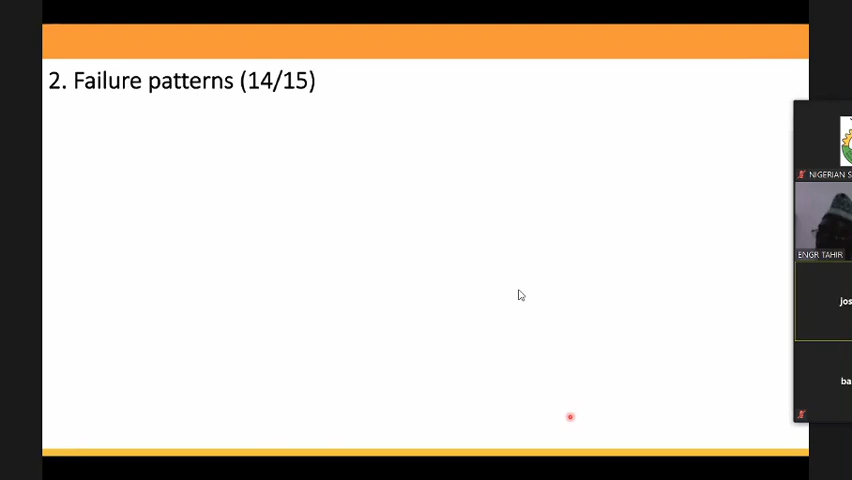 2. Failure patterns (14/15)
NIGERIAN S
ENGR TAHIR
jos
ba